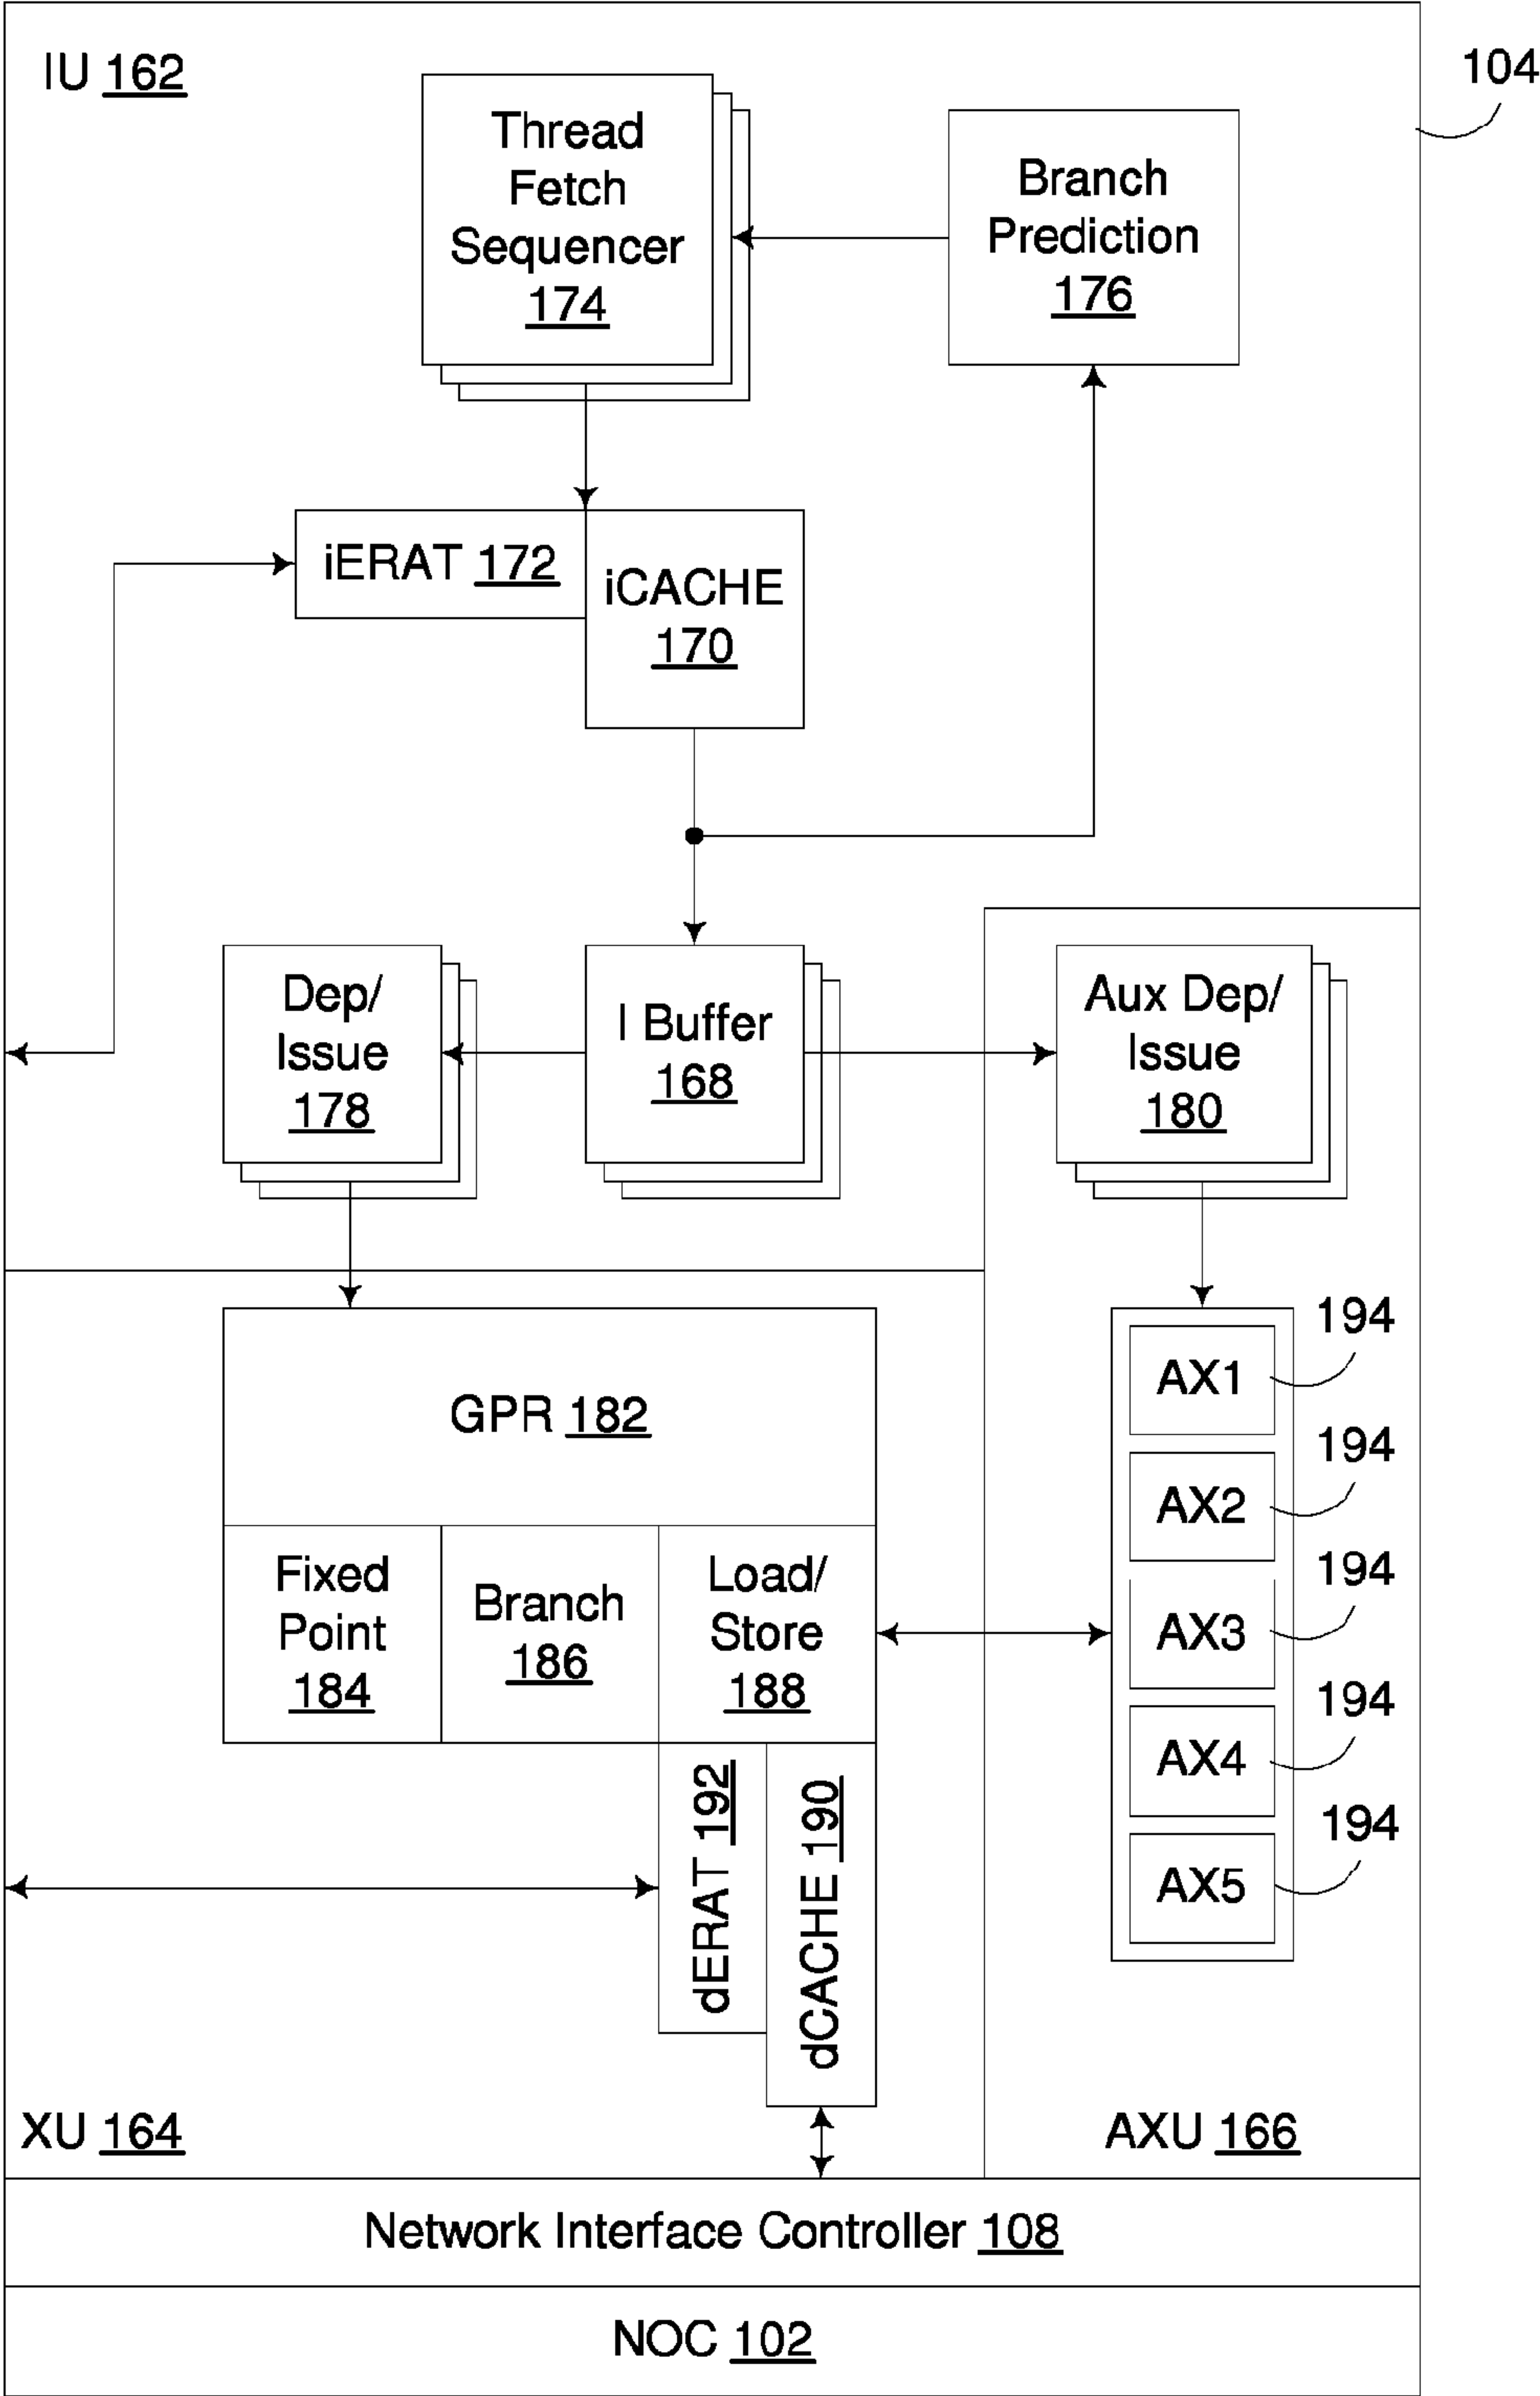 IU 162
104
Thread
Fetch
Sequencer
174
Branch
Prediction
176
iERAT 172
iCACHE
170
Dep/
Issue
178
I Buffer
168
Aux Dep/
Issue
180
GPR 182
Fixed
Point
184
Branch
186
Load/
Store
188
dERAT 192
dCACHE 190
194
AX1
194
AX2
194
AX3
194
AX4
194
AX5
XU 164
AXU 166
Network Interface Controller 108
NOC 102